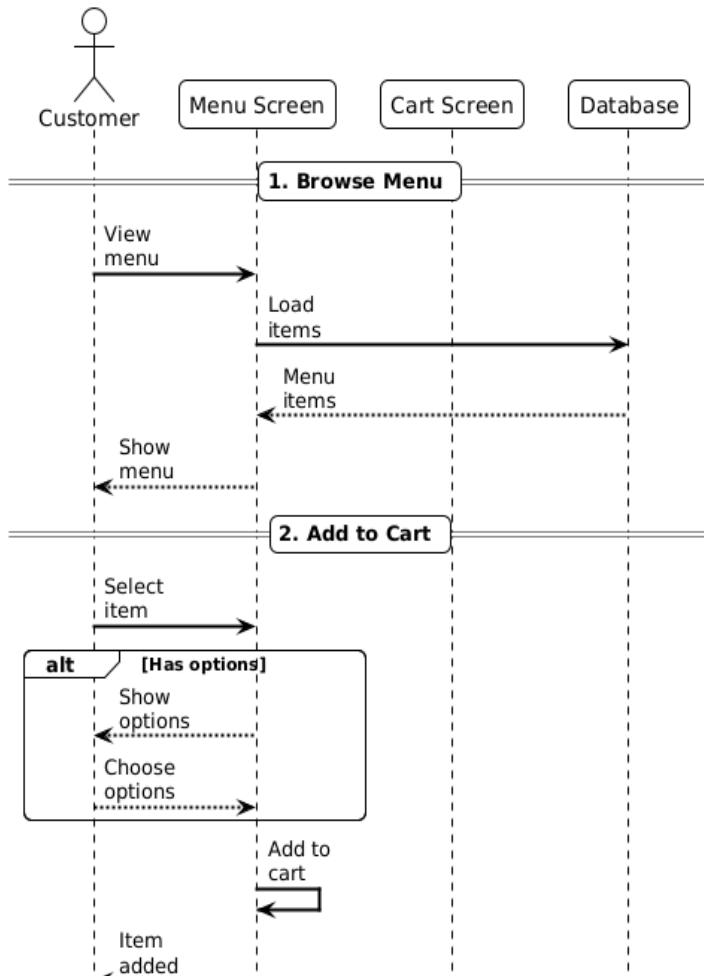 Customer
Menu Screen
Cart Screen
Database
1. Browse Menu
View
menu
Load
items
Menu
items
Show
menu
2. Add to Cart
Select
item
alt
[Has options]
Show
options
Choose
options
Add to
cart
Item
added